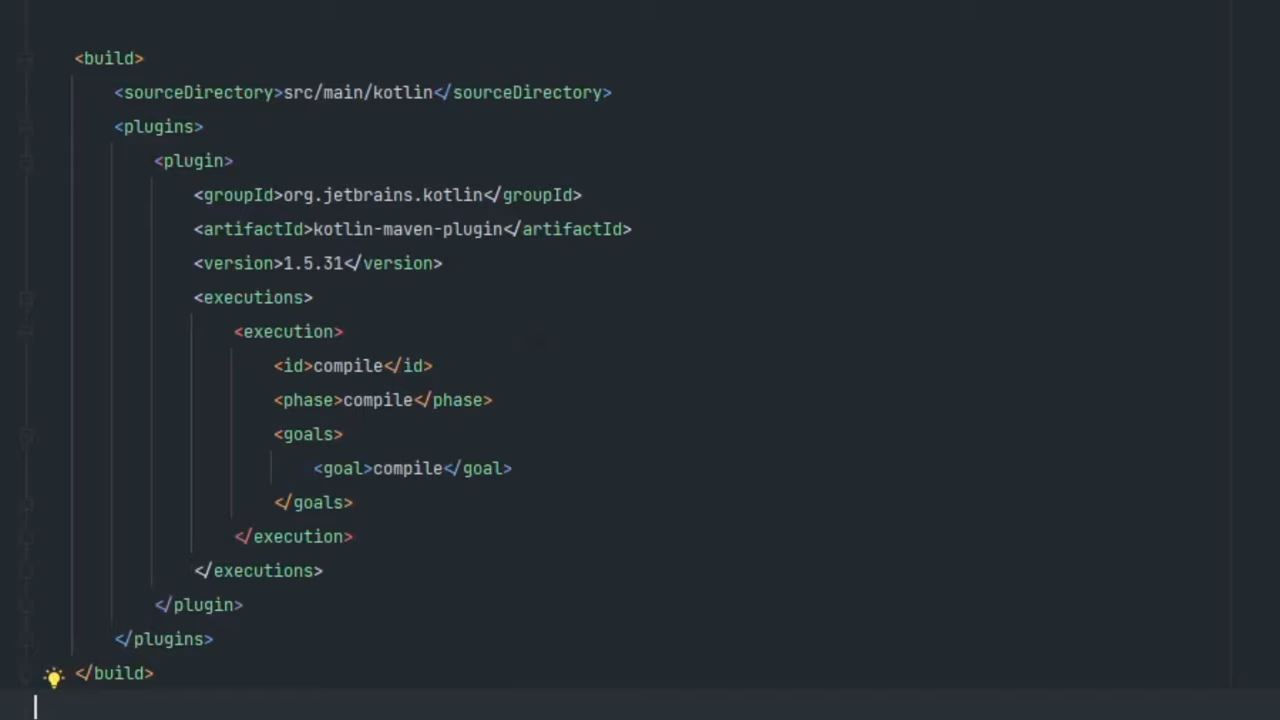 <build>
<sourceDirectory>src/main/kotlin</sourceDirectory>
<plugins>
<plugin>
<groupId>org.jetbrains.kotlin</groupId>
<artifactId>kotlin-maven-plugin</artifactId>
<version>1.5.31</version>
<executions>
<execution>
<id>compile</id>
<phase>compile</phase>
<goals>
<goal>compile</goal>
</goals>
</execution>
</executions>
</plugin>
</plugins>
</build>